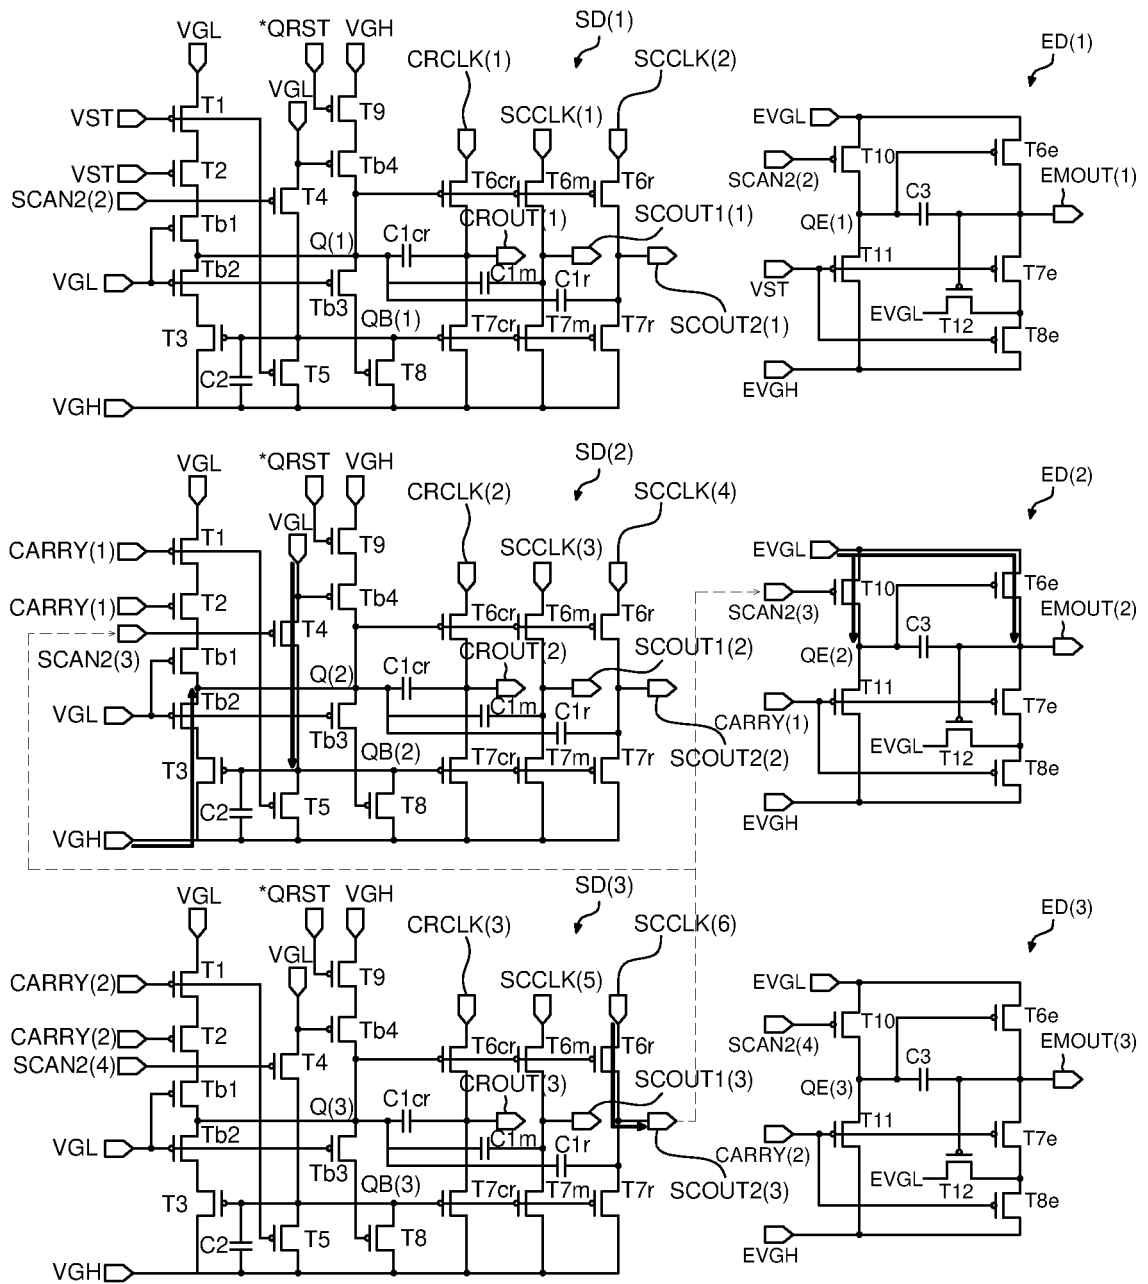 VGL
*QRST
VGH
CRCLK(1)
SD(1)
SCCLK(2)
ED(1)
VST
T1
VGL
T9
SCCLK(1)
EVGL
VST
T2
Tb4
T10
T6e
SCAN2(2)
T4
T6cr
T6m
T6r
SCAN2(2)
C3
EMOUT(1)
Tb1
Q(1)
C1cr
CROUT(1)
SCOUT1(1)
QE(1)
VGL
Tb2
Tb3
C1m
C1r
VST
T11
T7e
T3
QB(1)
T7cr
T7m
T7r
SCOUT2(1)
EVGL
T12
T8e
C2
T5
T8
EVGH
VGH
VGL
*QRST
VGH
CRCLK(2)
SD(2)
SCCLK(4)
ED(2)
CARRY(1)
T1
VGL
T9
SCCLK(3)
EVGL
CARRY(1)
T2
Tb4
T10
T6e
SCAN2(3)
T4
T6cr
T6m
T6r
SCAN2(3)
C3
EMOUT(2)
Tb1
Q(2)
C1cr
CROUT(2)
SCOUT1(2)
QE(2)
VGL
Tb2
Tb3
C1m
C1r
CARRY(1)
T11
T7e
T3
QB(2)
T7cr
T7m
T7r
SCOUT2(2)
EVGL
T12
T8e
C2
T5
T8
EVGH
VGH
VGL
*QRST
VGH
CRCLK(3)
SD(3)
SCCLK(6)
ED(3)
CARRY(2)
T1
VGL
T9
SCCLK(5)
EVGL
CARRY(2)
T2
Tb4
T10
T6e
SCAN2(4)
T4
T6cr
T6m
T6r
SCAN2(4)
C3
EMOUT(3)
Tb1
Q(3)
C1cr
CROUT(3)
SCOUT1(3)
QE(3)
VGL
Tb2
Tb3
C1m
C1r
CARRY(2)
T11
T7e
T3
QB(3)
T7cr
T7m
T7r
SCOUT2(3)
EVGL
T12
T8e
C2
T5
T8
EVGH
VGH